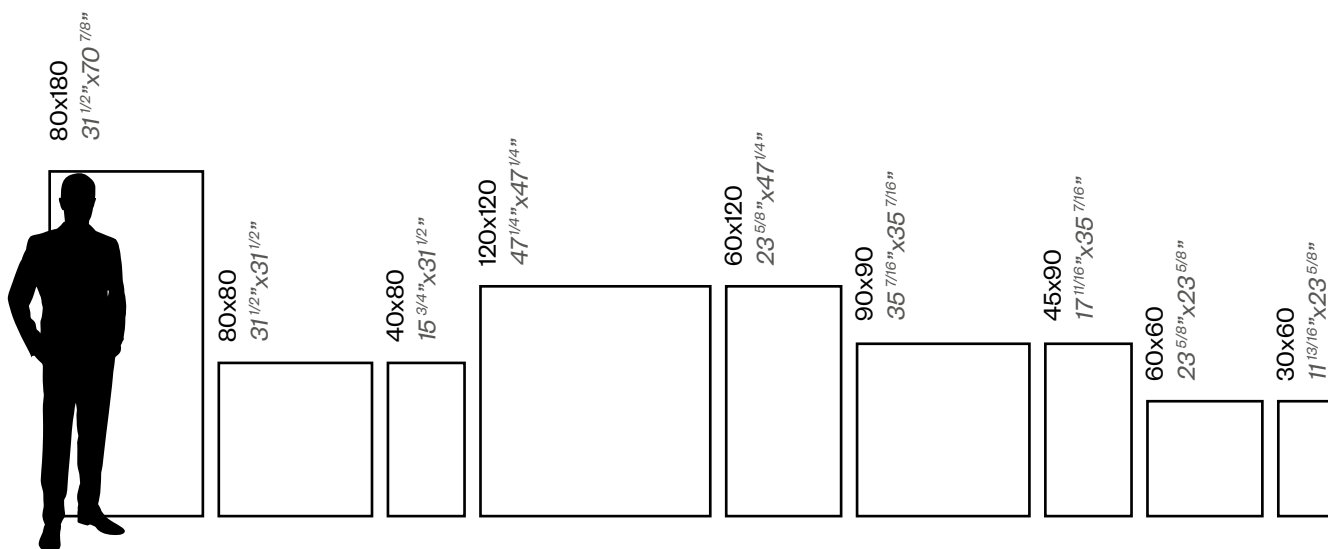 80x180
31 1/2"x70 7/8"
80x80
31 1/2"x31 1/2"
40x80
15 3/4"x31 1/2"
120x120
47 1/4"x47 1/4"
60x120
23 5/8"x47 1/4"
90x90
35 7/16"x35 7/16"
45x90
17 11/16"x35 7/16"
60x60
23 5/8"x23 5/8"
30x60
11 13/16"x23 5/8"